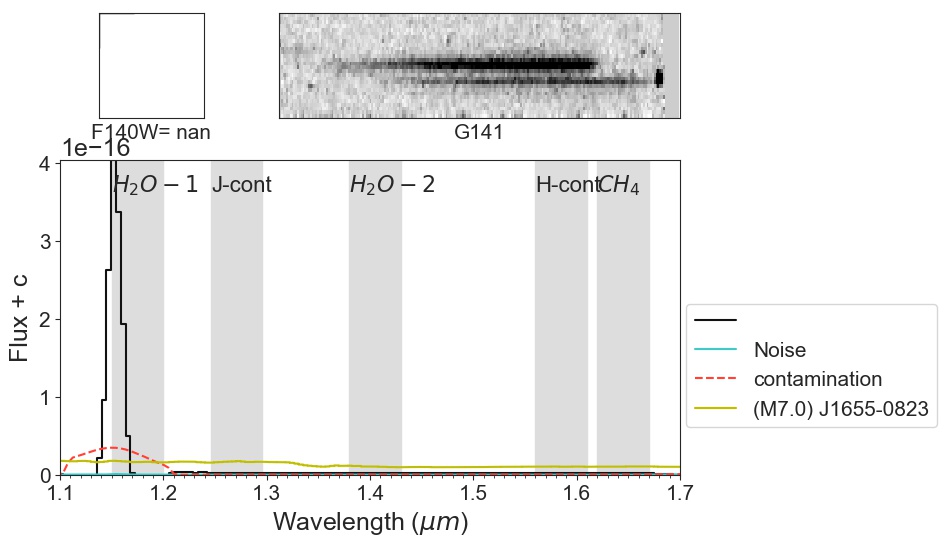 F140W= nan
G141
1e−16
H₂O − 1 J-cont H₂O − 2 H-cont CH₄
4
3
2
1
0
Flux + c
1.1 1.2 1.3 1.4 1.5 1.6 1.7
Wavelength (μm)
Noise
contamination
(M7.0) J1655-0823